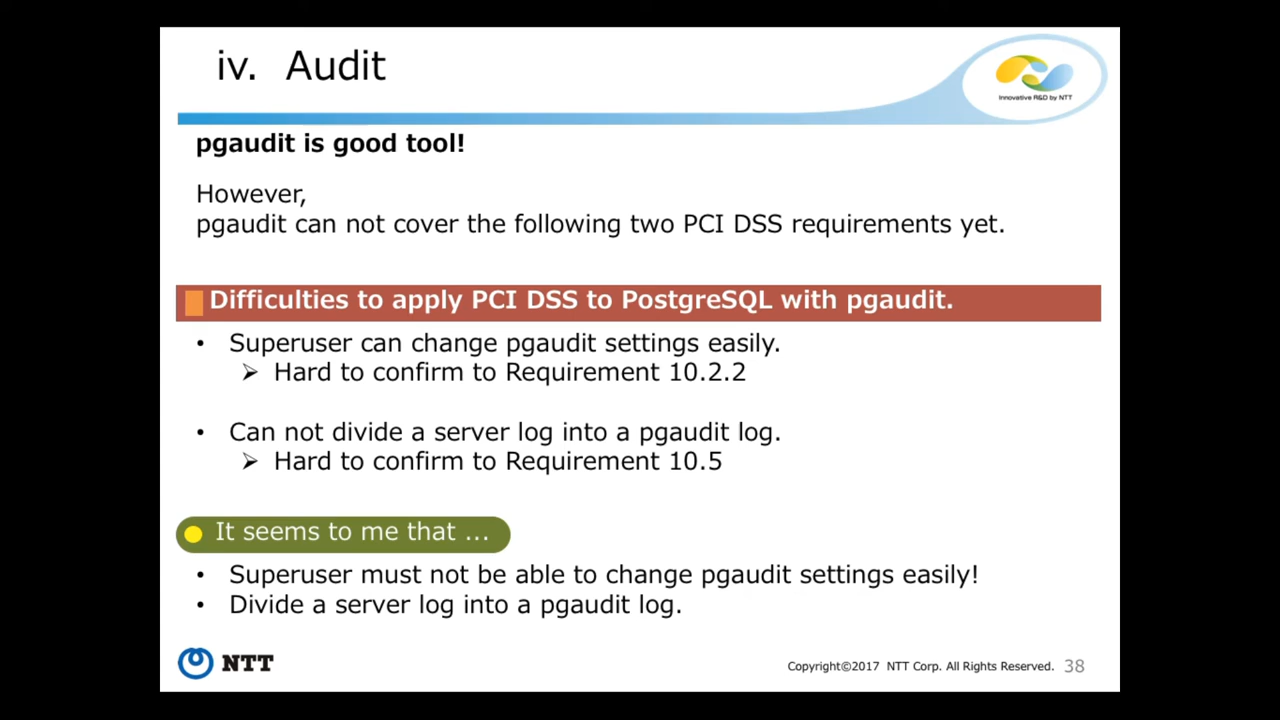 iv. Audit
Innovative R&D by NTT
pgaudit is good tool!
However,
pgaudit can not cover the following two PCI DSS requirements yet.
Difficulties to apply PCI DSS to PostgreSQL with pgaudit.
• Superuser can change pgaudit settings easily.
➢ Hard to confirm to Requirement 10.2.2
• Can not divide a server log into a pgaudit log.
➢ Hard to confirm to Requirement 10.5
It seems to me that ...
• Superuser must not be able to change pgaudit settings easily!
• Divide a server log into a pgaudit log.
NTT
Copyright©2017 NTT Corp. All Rights Reserved. 38